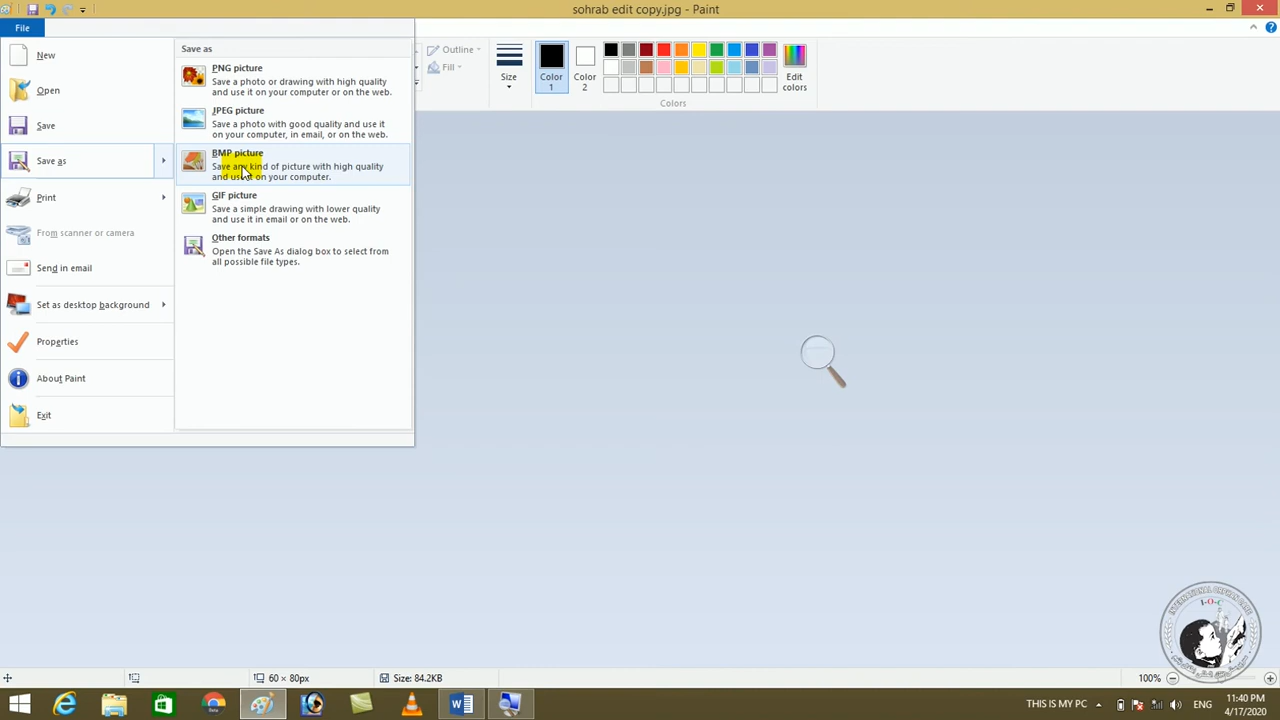 sohrab edit copy.jpg - Paint
File
New
Open
Save
Save as
Print
From scanner or camera
Send in email
Set as desktop background
Properties
About Paint
Exit
Save as
PNG picture
Save a photo or drawing with high quality
and use it on your computer or on the web.
JPEG picture
Save a photo with good quality and use it
on your computer, in email, or on the web.
BMP picture
Save any kind of picture with high quality
and use it on your computer.
GIF picture
Save a simple drawing with lower quality
and use it in email or on the web.
Other formats
Open the Save As dialog box to select from
all possible file types.
Outline
Fill
Size
Color
1
Color
2
Edit
colors
Colors
INTERNATIONAL ORPHAN CARE
I-O-C
60 × 80px
Size: 84.2KB
100%
THIS IS MY PC
ENG
11:40 PM
4/17/2020